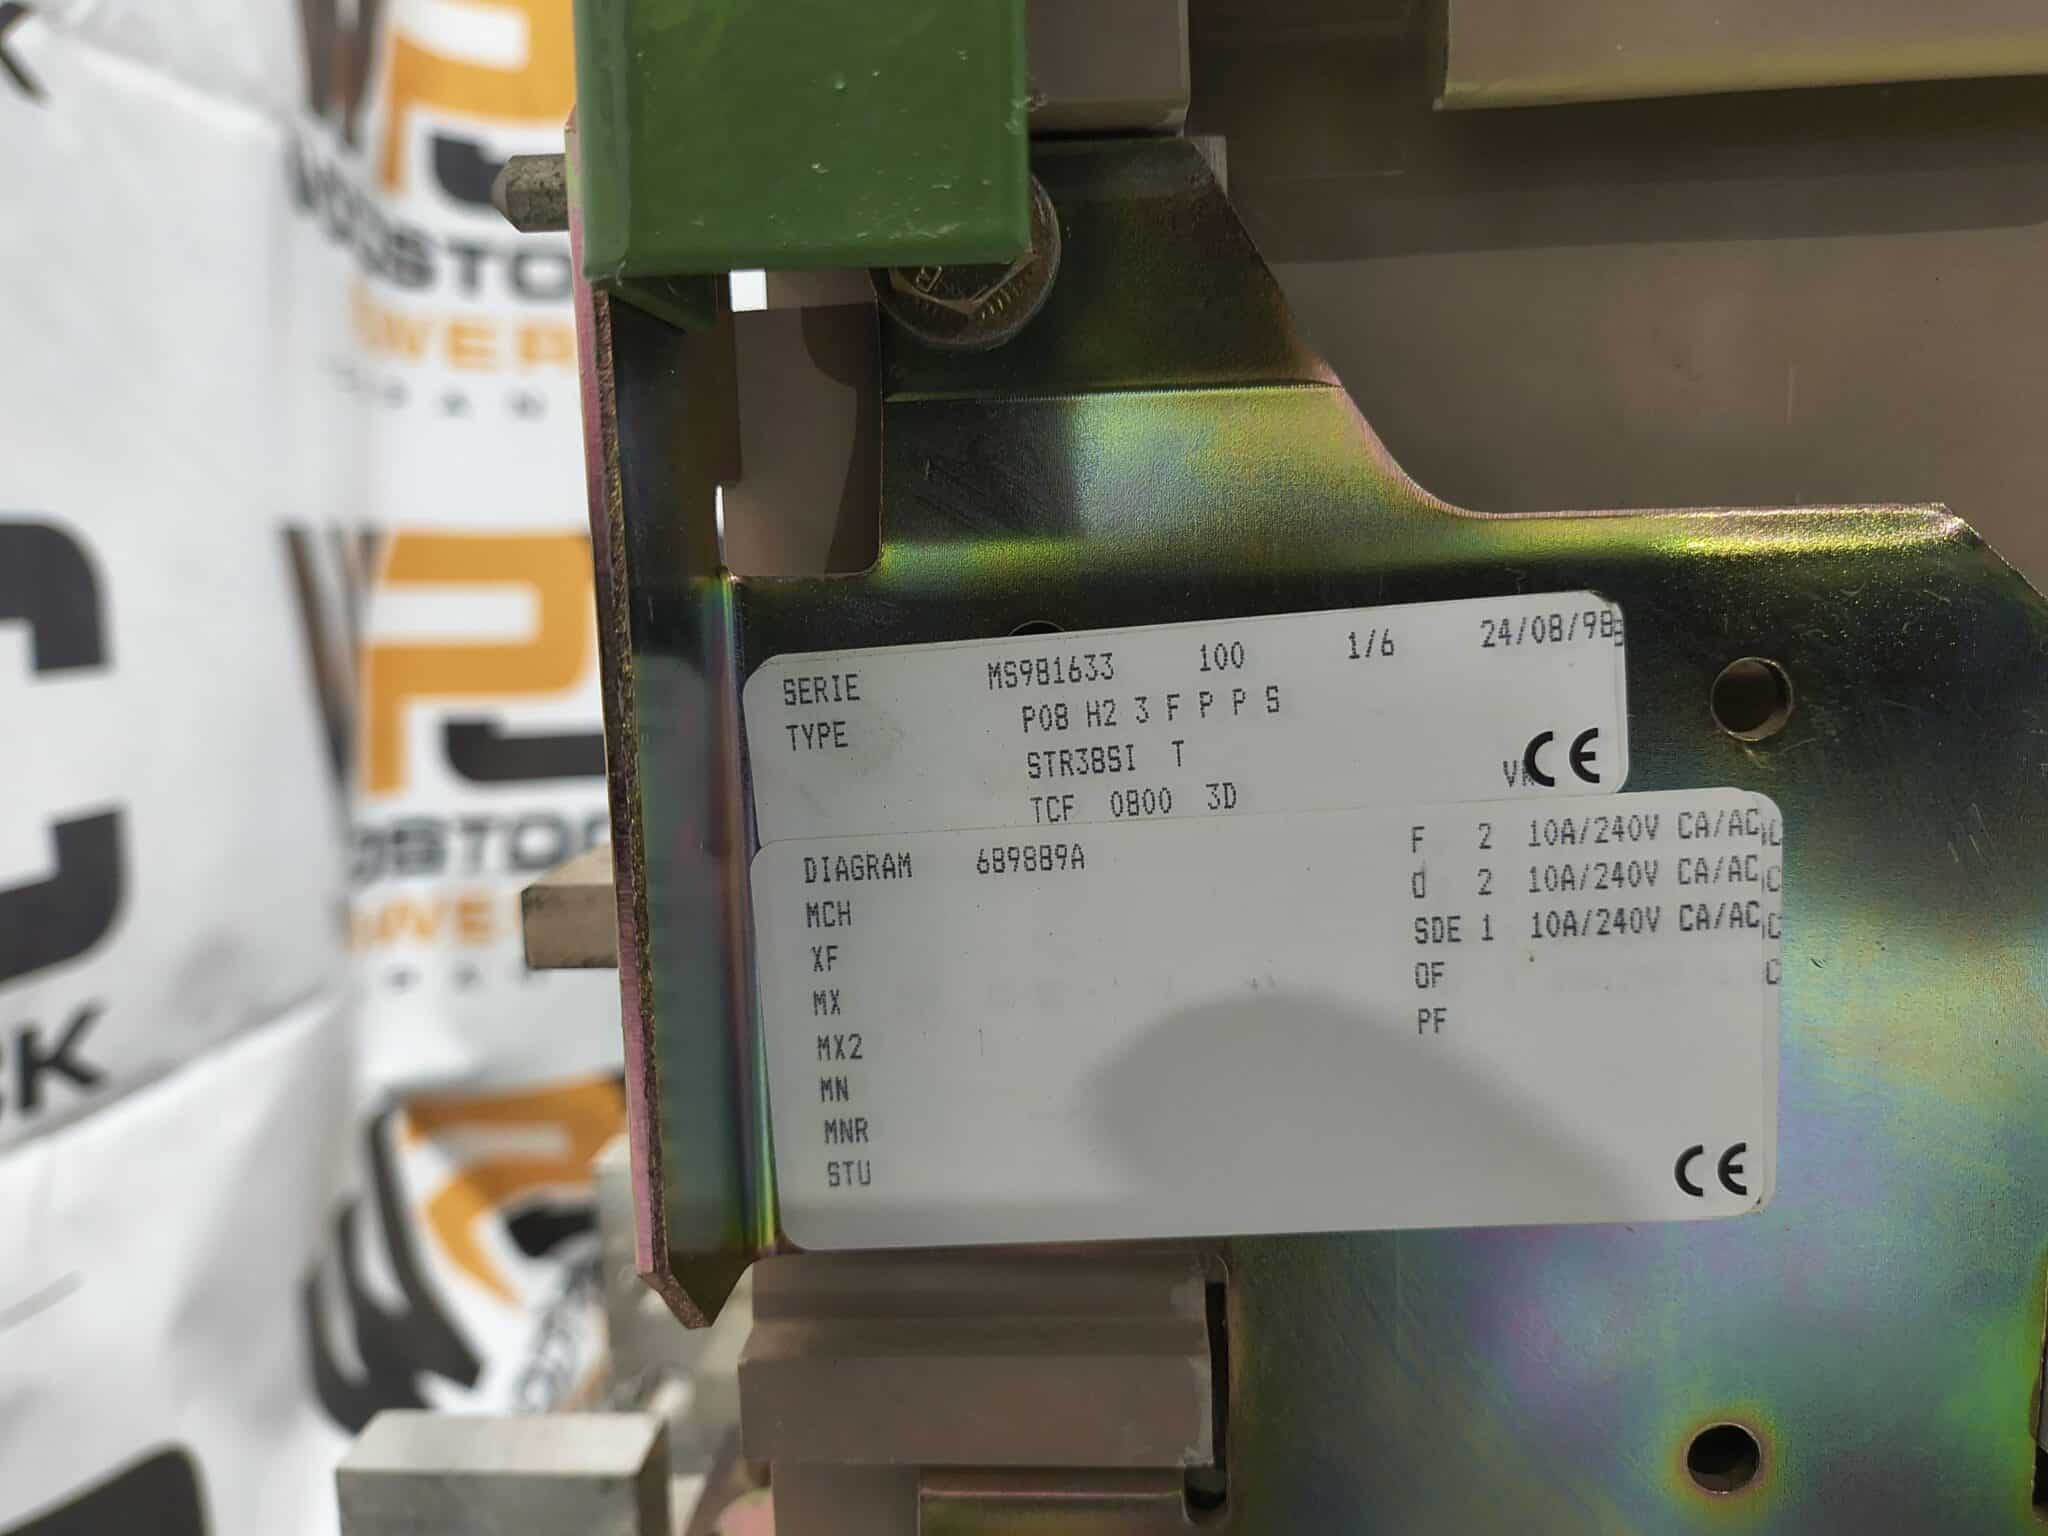 SERIE MS981633 100 1/6 24/08/98
TYPE P08 H2 3 F P P S
STR38SI T
TCF 0800 3D
CE
DIAGRAM 689889A
F 2 10A/240V CA/AC
MCH
d 2 10A/240V CA/AC
XF
SDE 1 10A/240V CA/AC
MX
OF
MX2
PF
MN
MNR
STU
CE